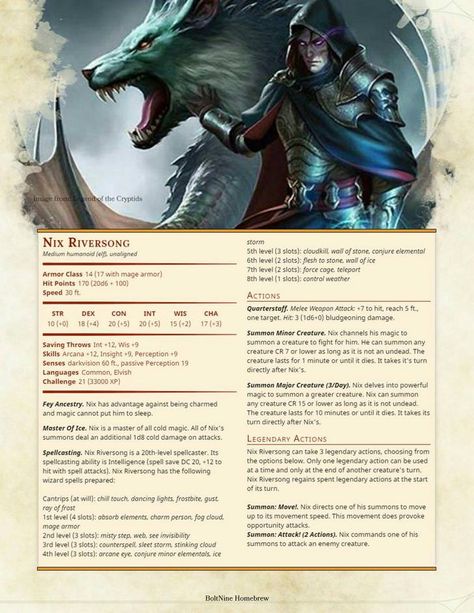 Image from: Legend of the Cryptids
Nix Riversong
Medium humanoid (elf), unaligned
Armor Class 14 (17 with mage armor)
Hit Points 170 (20d6 + 100)
Speed 30 ft.
STR DEX CON INT WIS CHA
10 (+0) 18 (+4) 20 (+5) 20 (+5) 15 (+2) 17 (+3)
Saving Throws Int +12, Wis +9
Skills Arcana +12, Insight +9, Perception +9
Senses darkvision 60 ft., passive Perception 19
Languages Common, Elvish
Challenge 21 (33000 XP)
Fey Ancestry. Nix has advantage against being charmed
and magic cannot put him to sleep.
Master Of Ice. Nix is a master of all cold magic. All of Nix's
summons deal an additional 1d8 cold damage on attacks.
Spellcasting. Nix Riversong is a 20th-level spellcaster. Its
spellcasting ability is Intelligence (spell save DC 20, +12 to
hit with spell attacks). Nix Riversong has the following
wizard spells prepared:
Cantrips (at will): chill touch, dancing lights, frostbite, gust,
ray of frost
1st level (4 slots): absorb elements, charm person, fog cloud,
mage armor
2nd level (3 slots): misty step, web, see invisibility
3rd level (3 slots): counterspell, sleet storm, stinking cloud
4th level (3 slots): arcane eye, conjure minor elementals, ice
storm
5th level (3 slots): cloudkill, wall of stone, conjure elemental
6th level (2 slots): flesh to stone, wall of ice
7th level (2 slots): force cage, teleport
8th level (1 slots): control weather
Actions
Quarterstaff. Melee Weapon Attack: +7 to hit, reach 5 ft.,
one target. Hit: 3 (1d6+0) bludgeoning damage.
Summon Minor Creature. Nix channels his magic to
summon a creature to fight for him. He can summon any
creature CR 7 or lower as long as it is not an undead. The
creature lasts for 1 minute or until it dies. It takes it's turn
directly after Nix's.
Summon Major Creature (3/Day). Nix delves into powerful
magic to summon a greater creature. Nix can summon
any creature CR 15 or lower as long as it is not an undead.
The creature lasts for 10 minutes or until it dies. It takes its
turn directly after Nix's.
Legendary Actions
Nix Riversong can take 3 legendary actions, choosing from
the options below. Only one legendary action can be used
at a time and only at the end of another creature's turn.
Nix Riversong regains spent legendary actions at the start
of its turn.
Summon: Move!. Nix directs one of his summons to move
up to its movement speed. This movement does provoke
opportunity attacks.
Summon: Attack! (2 Actions). Nix commands one of his
summons to attack an enemy creature.
BoltNine Homebrew